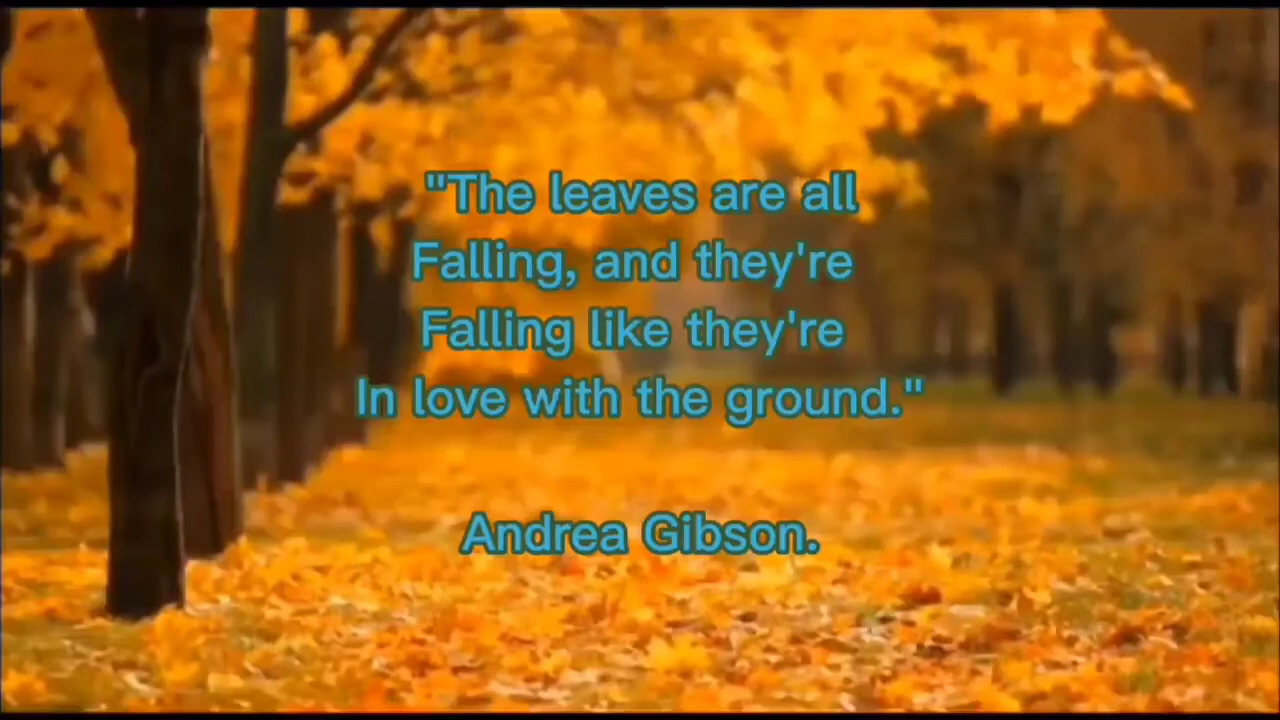 "The leaves are all
Falling, and they're
Falling like they're
In love with the ground."
Andrea Gibson.